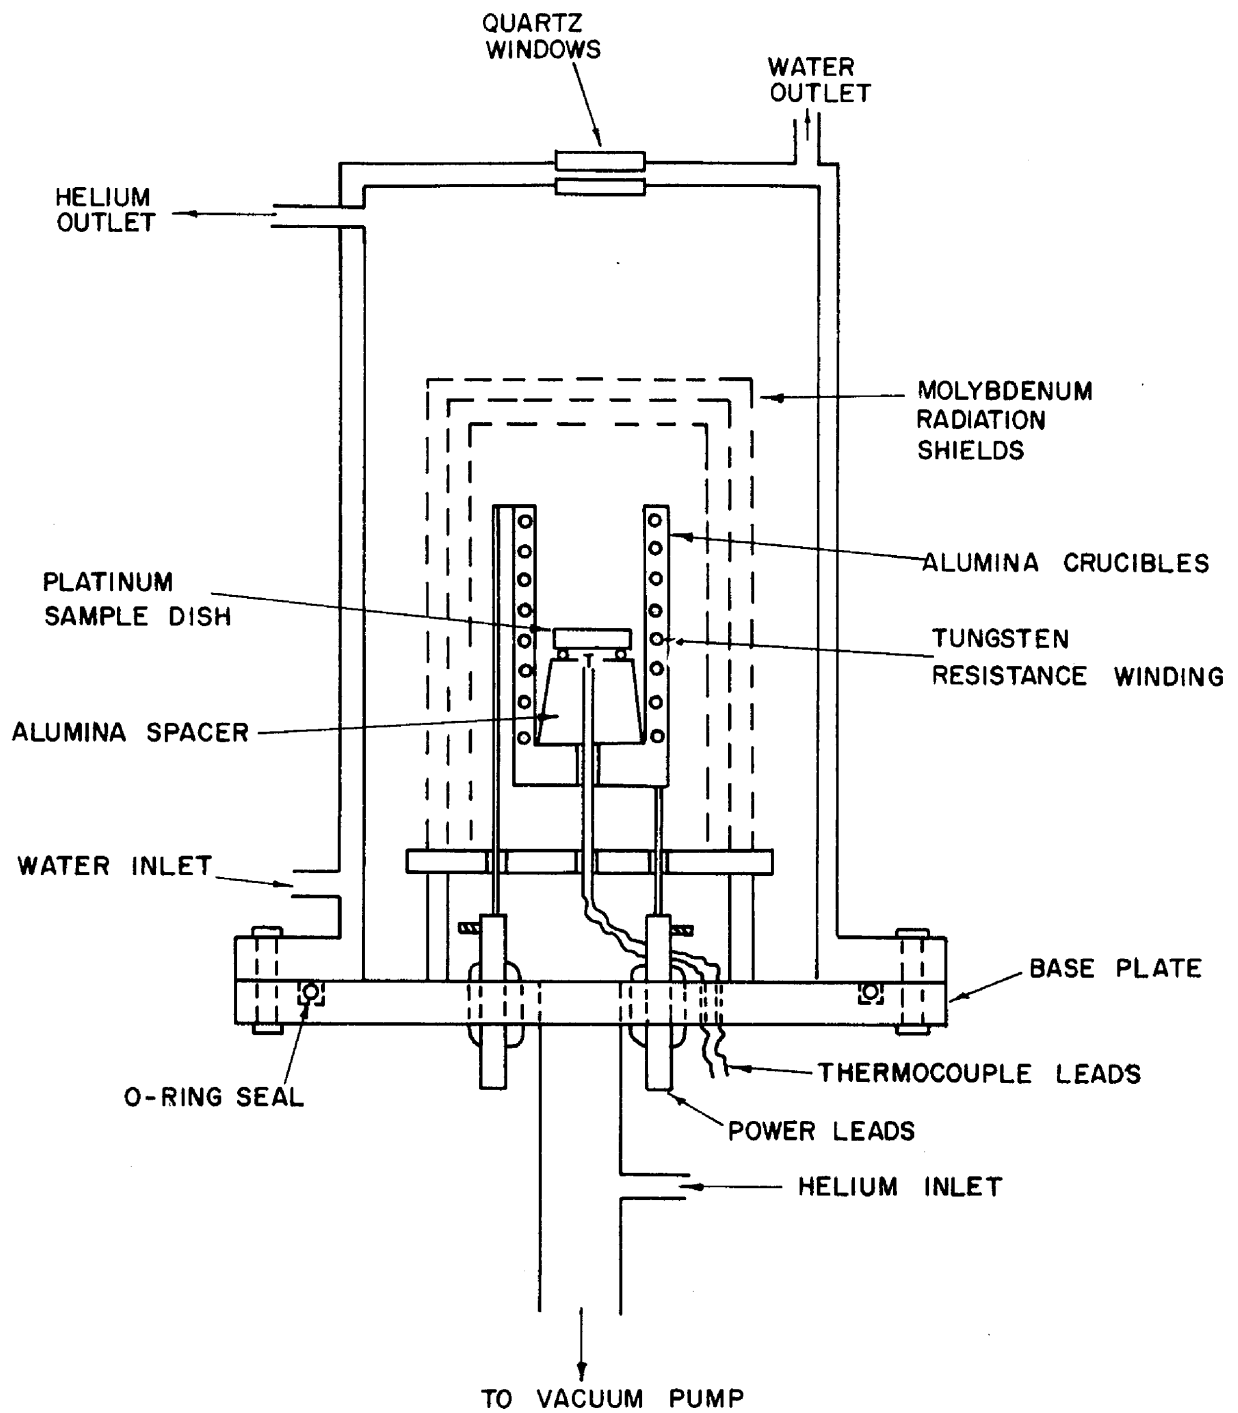 QUARTZ
WINDOWS
WATER
OUTLET
HELIUM
OUTLET
MOLYBDENUM
RADIATION
SHIELDS
ALUMINA CRUCIBLES
PLATINUM
SAMPLE DISH
TUNGSTEN
RESISTANCE WINDING
ALUMINA SPACER
WATER INLET
BASE PLATE
THERMOCOUPLE LEADS
O-RING SEAL
POWER LEADS
HELIUM INLET
TO VACUUM PUMP